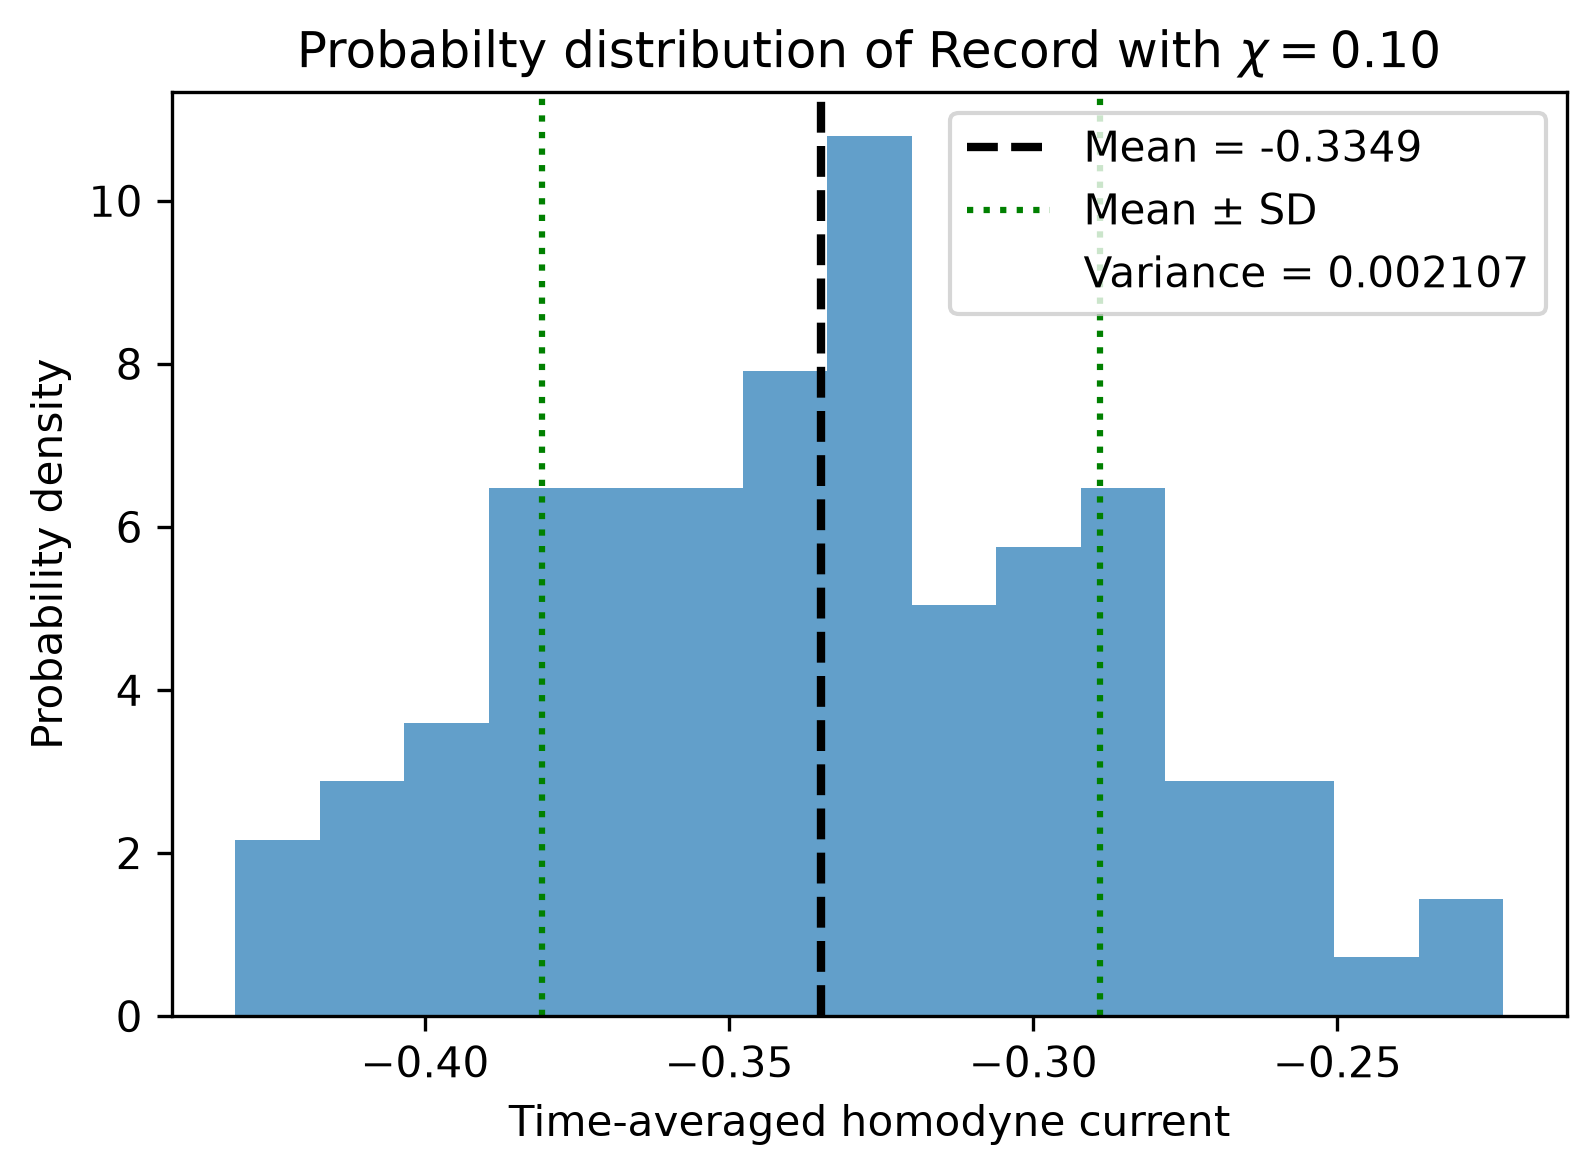 Probabilty distribution of Record with χ = 0.10
Mean = -0.3349
Mean ± SD
Variance = 0.002107
Probability density
10
8
6
4
2
0
−0.40
−0.35
−0.30
−0.25
Time-averaged homodyne current